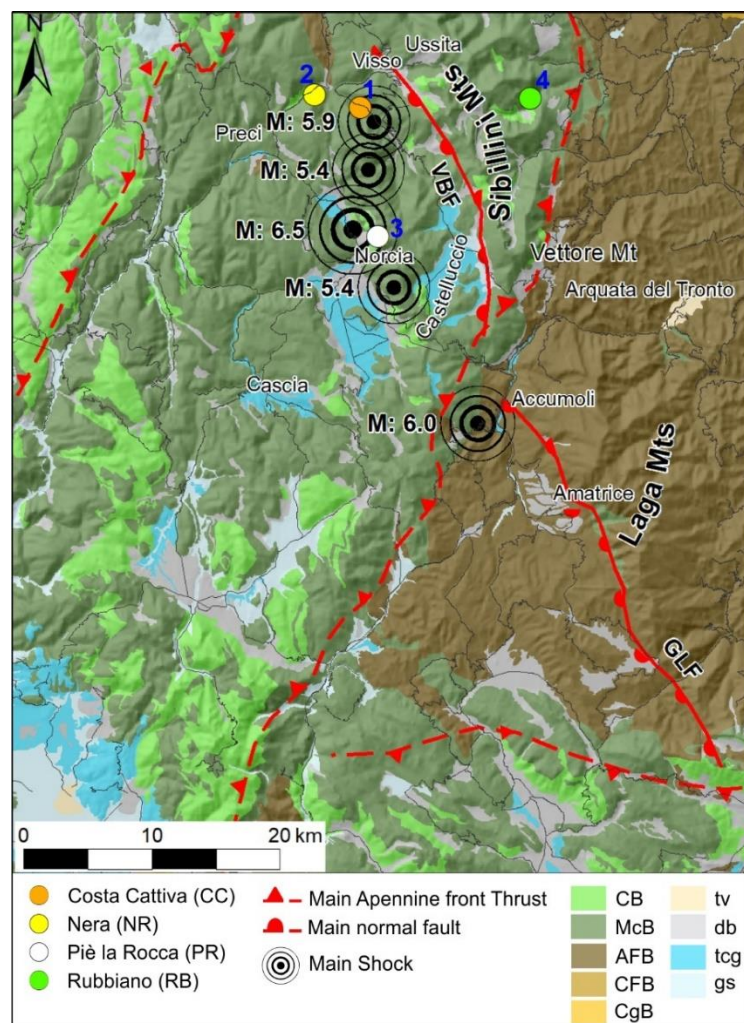 N
Ussita
Visso
2
1
4
Preci
M: 5.9
Sibillini Mts
M: 5.4
VBF
M: 6.5
3
Norcia
Vettore Mt
M: 5.4
Castelluccio
Arquata del Tronto
Cascia
Accumoli
M: 6.0
Laga Mts
Amatrice
GLF
0 10 20 km
Costa Cattiva (CC)
Nera (NR)
Piè la Rocca (PR)
Rubbiano (RB)
Main Apennine front Thrust
Main normal fault
Main Shock
CB
McB
AFB
CFB
CgB
tv
db
tcg
gs